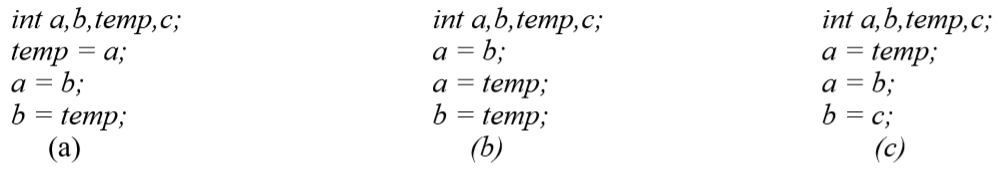 int a,b,temp,c;
temp = a;
a = b;
b = temp;
(a)
int a,b,temp,c;
a = b;
a = temp;
b = temp;
(b)
int a,b,temp,c;
a = temp;
a = b;
b = c;
(c)